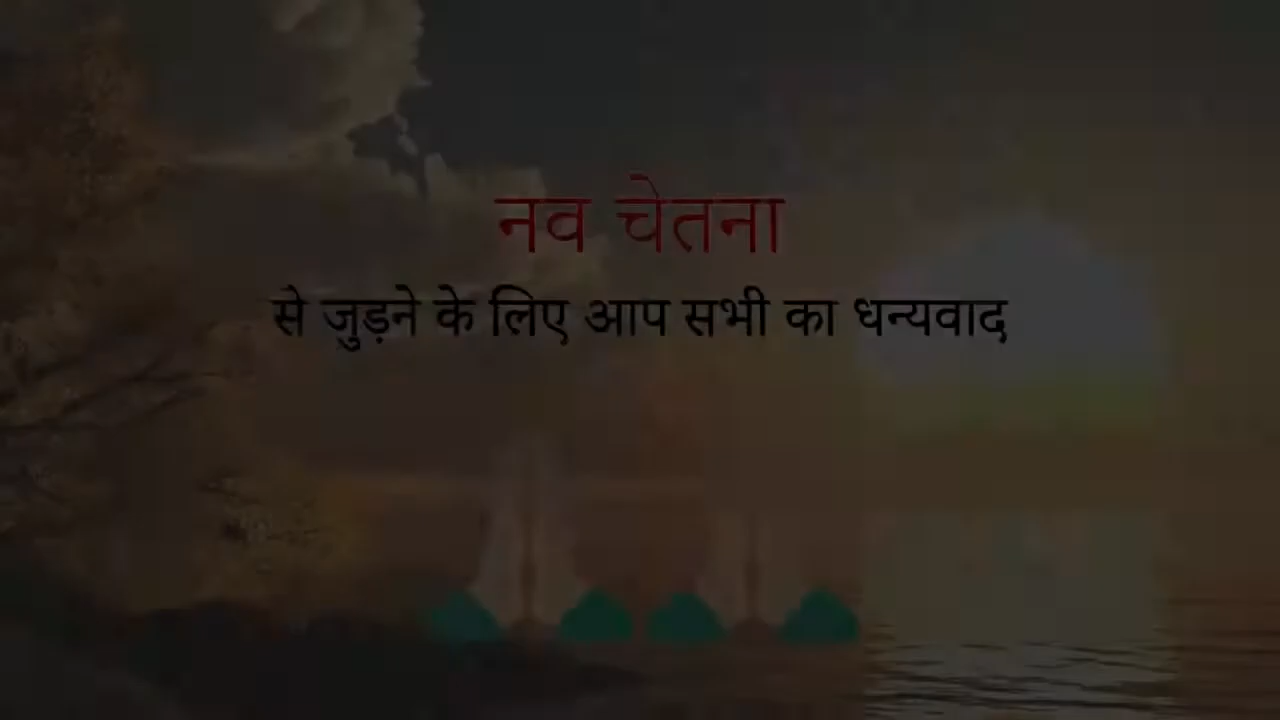 नव चेतना
से जुड़ने के लिए आप सभी का धन्यवाद